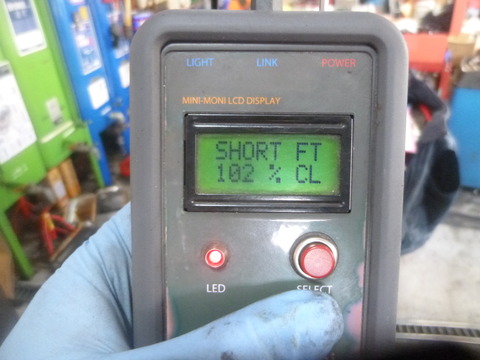 LIGHT LINK POWER
MINI-MONI LCD DISPLAY
SHORT FT
102 % CL
LED SELECT